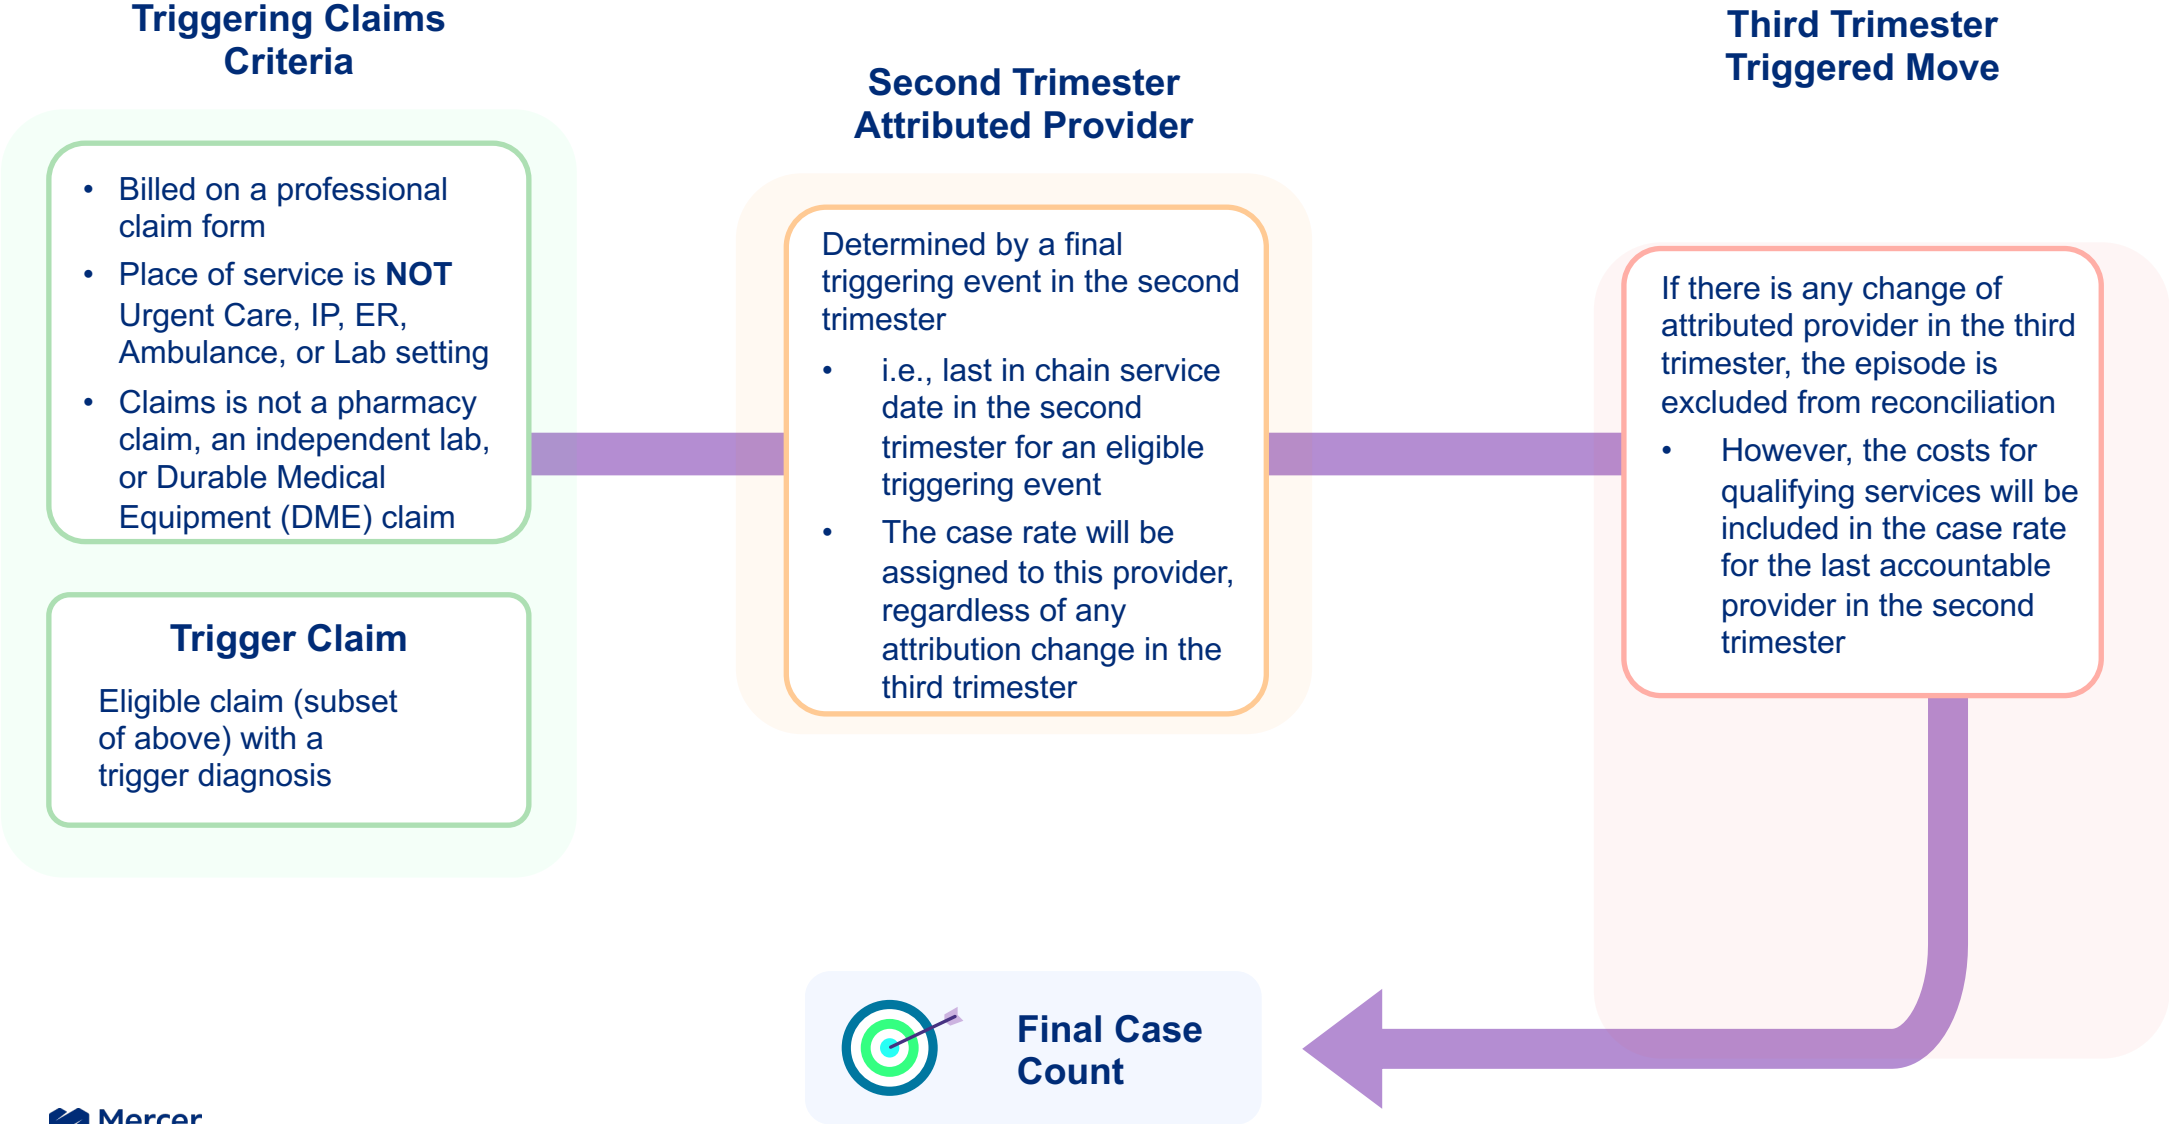 Triggering Claims
Criteria
• Billed on a professional
claim form
• Place of service is NOT
Urgent Care, IP, ER,
Ambulance, or Lab setting
• Claims is not a pharmacy
claim, an independent lab,
or Durable Medical
Equipment (DME) claim
Trigger Claim
Eligible claim (subset
of above) with a
trigger diagnosis
Second Trimester
Attributed Provider
Determined by a final
triggering event in the second
trimester
• i.e., last in chain service
date in the second
trimester for an eligible
triggering event
• The case rate will be
assigned to this provider,
regardless of any
attribution change in the
third trimester
Third Trimester
Triggered Move
If there is any change of
attributed provider in the third
trimester, the episode is
excluded from reconciliation
• However, the costs for
qualifying services will be
included in the case rate
for the last accountable
provider in the second
trimester
Final Case
Count
Mercer